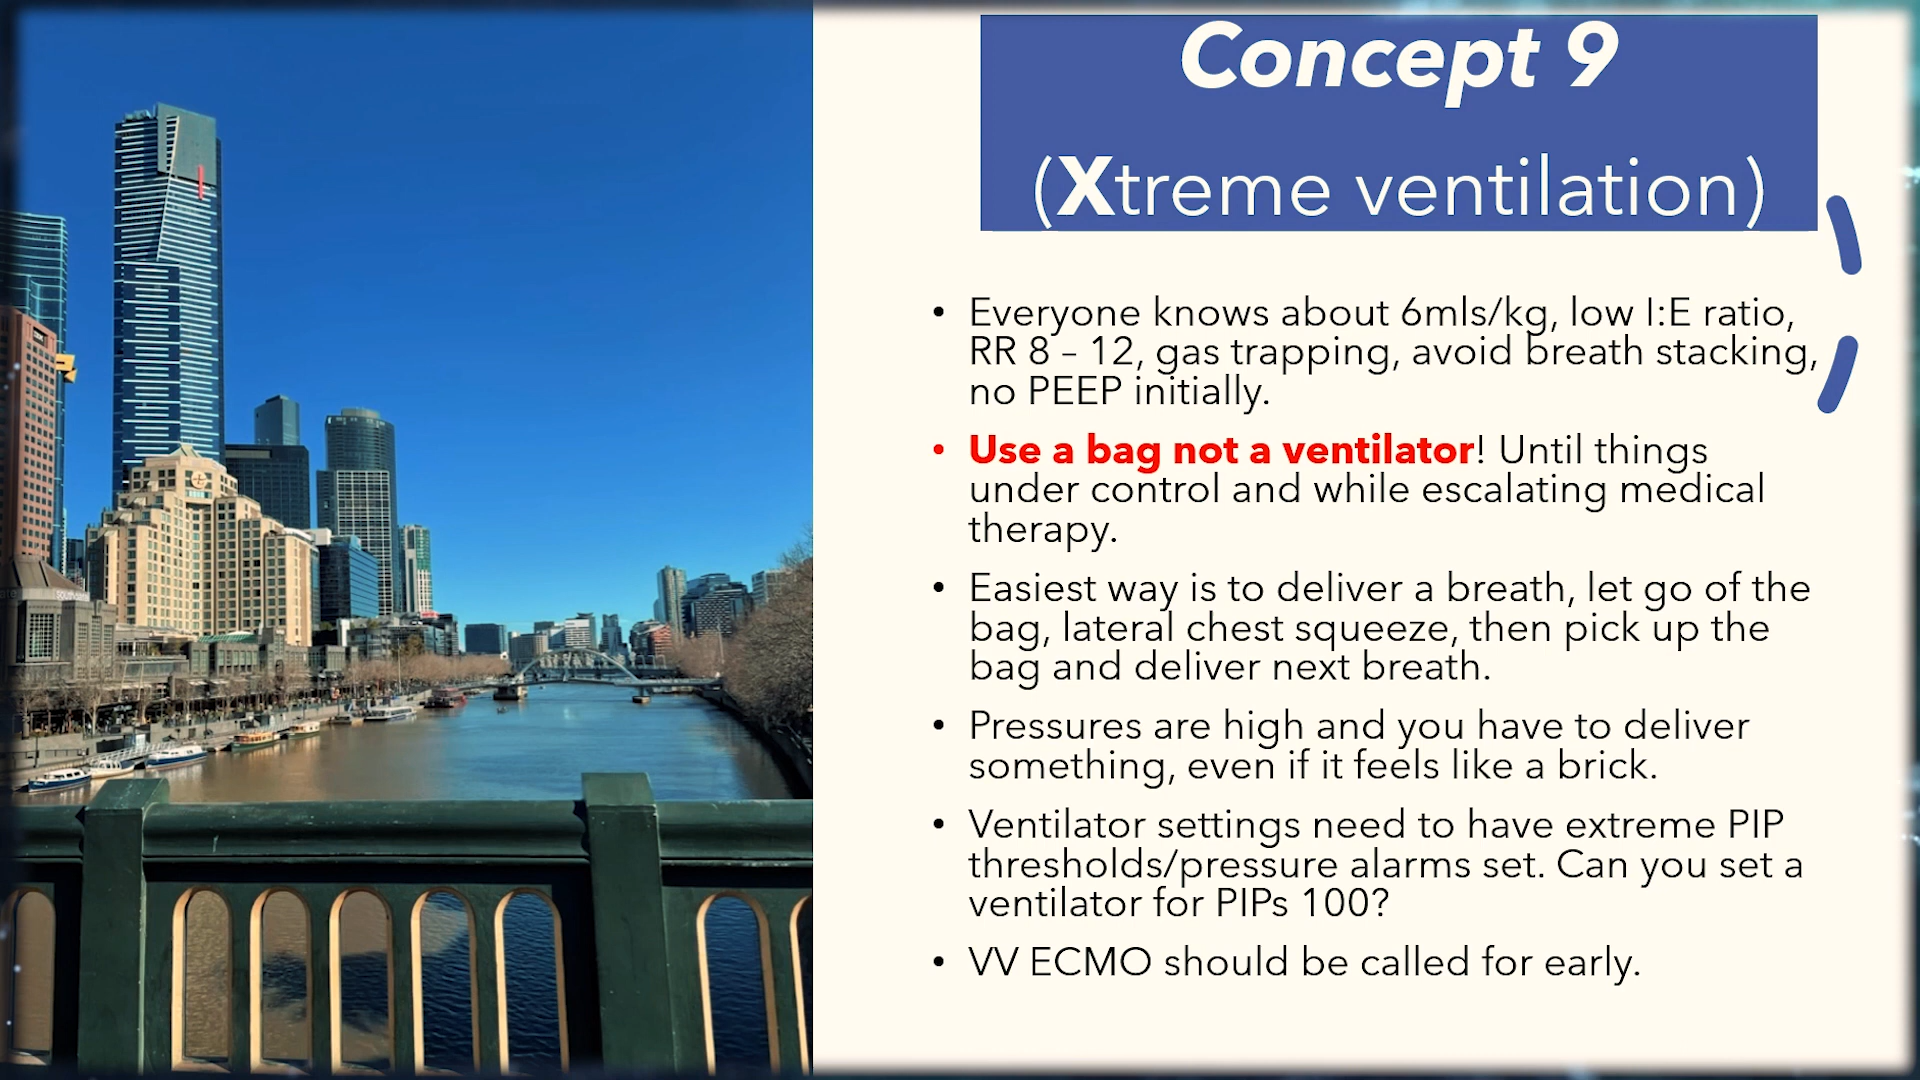 Concept 9
(Xtreme ventilation)
• Everyone knows about 6mls/kg, low I:E ratio,
RR 8 – 12, gas trapping, avoid breath stacking,
no PEEP initially.
• Use a bag not a ventilator! Until things
under control and while escalating medical
therapy.
• Easiest way is to deliver a breath, let go of the
bag, lateral chest squeeze, then pick up the
bag and deliver next breath.
• Pressures are high and you have to deliver
something, even if it feels like a brick.
• Ventilator settings need to have extreme PIP
thresholds/pressure alarms set. Can you set a
ventilator for PIPs 100?
• VV ECMO should be called for early.